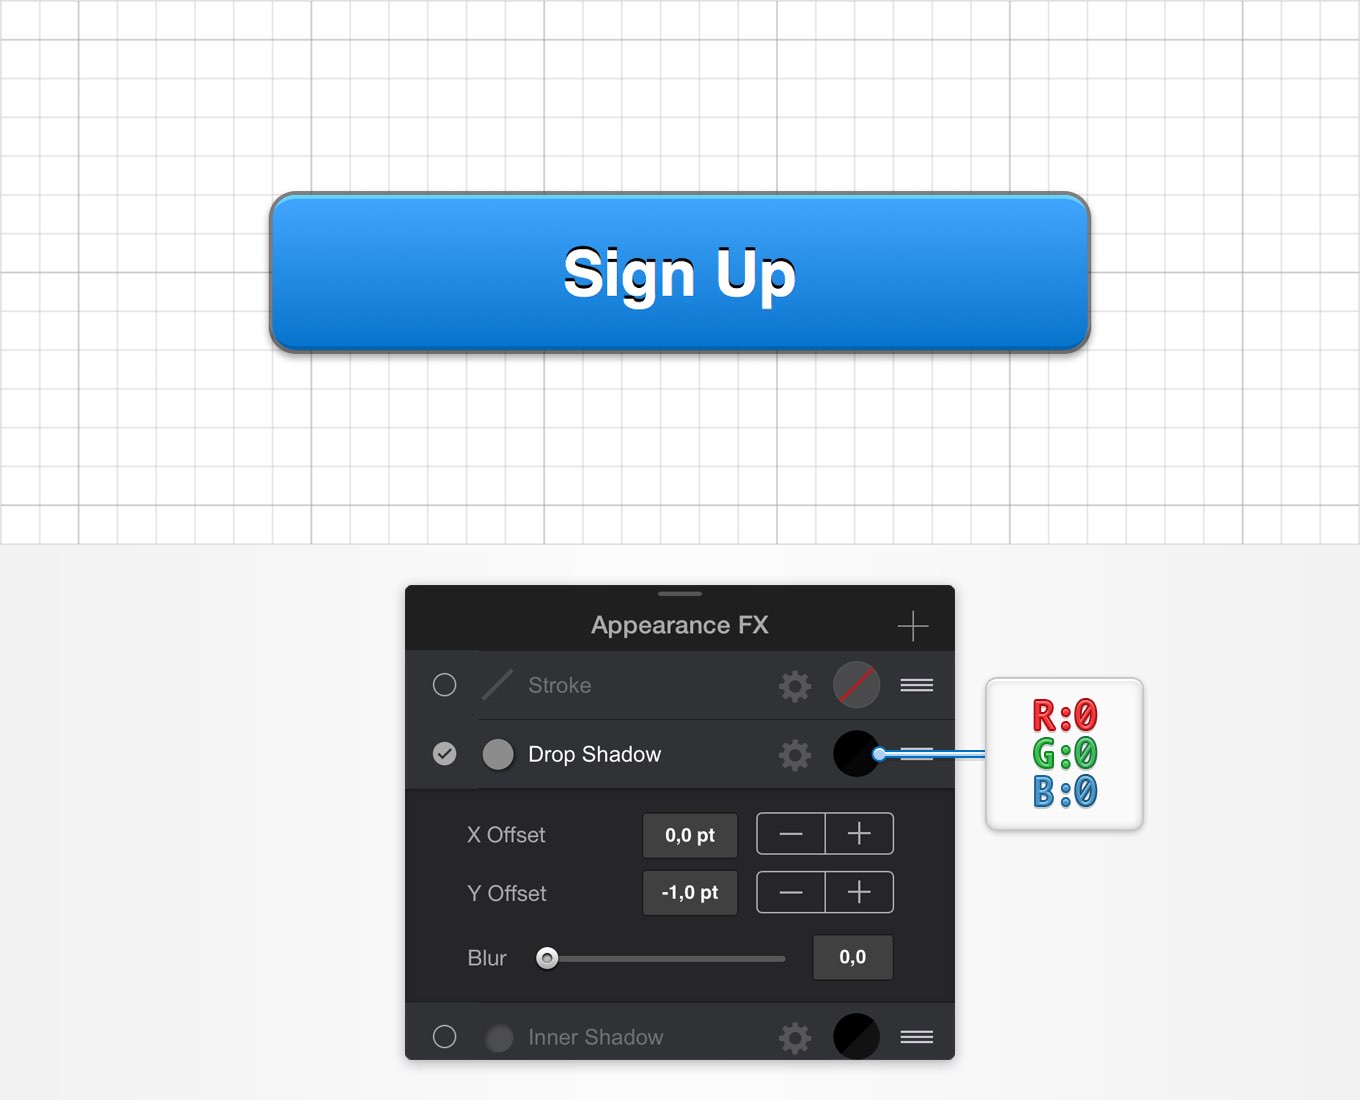 Sign Up
Appearance FX
Stroke
Drop Shadow
R:0
G:0
B:0
X Offset 0,0 pt
Y Offset -1,0 pt
Blur 0,0
Inner Shadow